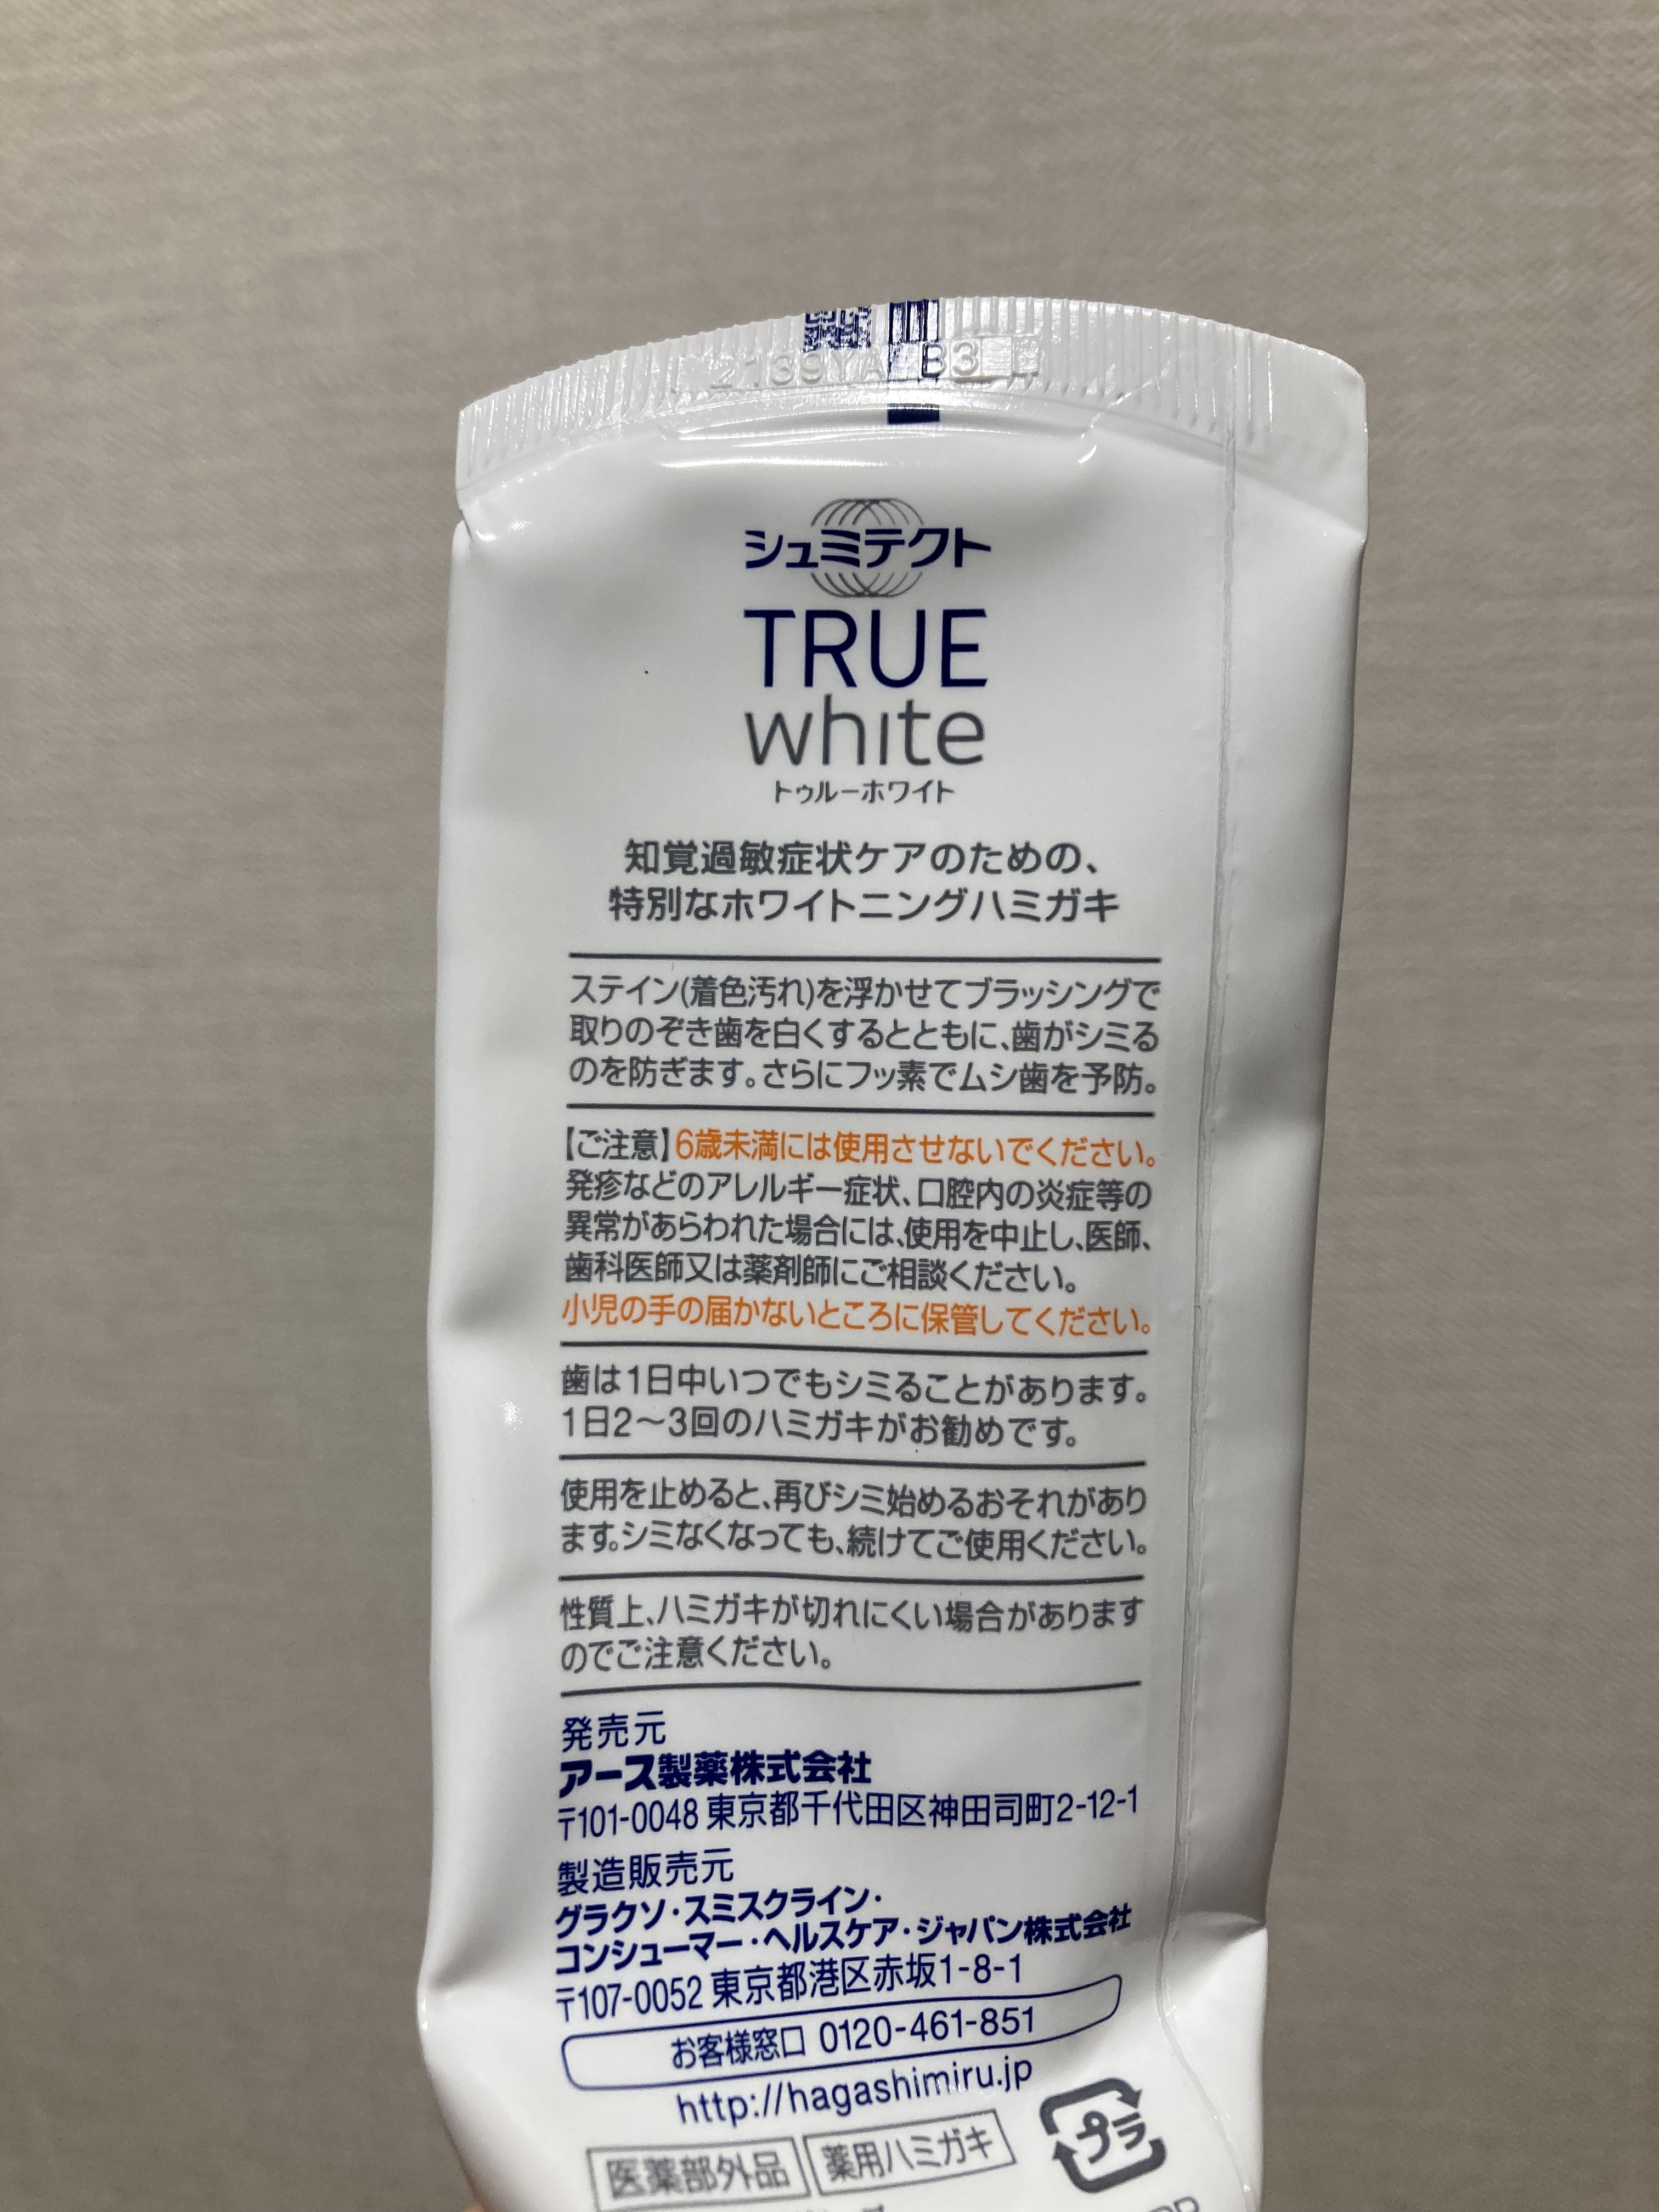 2139YA B3
シュミテクト
TRUE
white
トゥルーホワイト
知覚過敏症状ケアのための、
特別なホワイトニングハミガキ
ステイン(着色汚れ)を浮かせてブラッシングで
取りのぞき歯を白くするとともに、歯がシミる
のを防ぎます。さらにフッ素でムシ歯を予防。
【ご注意】6歳未満には使用させないでください。
発疹などのアレルギー症状、口腔内の炎症等の
異常があらわれた場合には、使用を中止し、医師、
歯科医師又は薬剤師にご相談ください。
小児の手の届かないところに保管してください。
歯は1日中いつでもシミることがあります。
1日2〜3回のハミガキがお勧めです。
使用を止めると、再びシミ始めるおそれがあり
ます。シミなくなっても、続けてご使用ください。
性質上、ハミガキが切れにくい場合があります
のでご注意ください。
発売元
アース製薬株式会社
〒101-0048 東京都千代田区神田司町2-12-1
製造販売元
グラクソ・スミスクライン・
コンシューマー・ヘルスケア・ジャパン株式会社
〒107-0052 東京都港区赤坂1-8-1
お客様窓口 0120-461-851
http://hagashimiru.jp
医薬部外品 薬用ハミガキ プラ